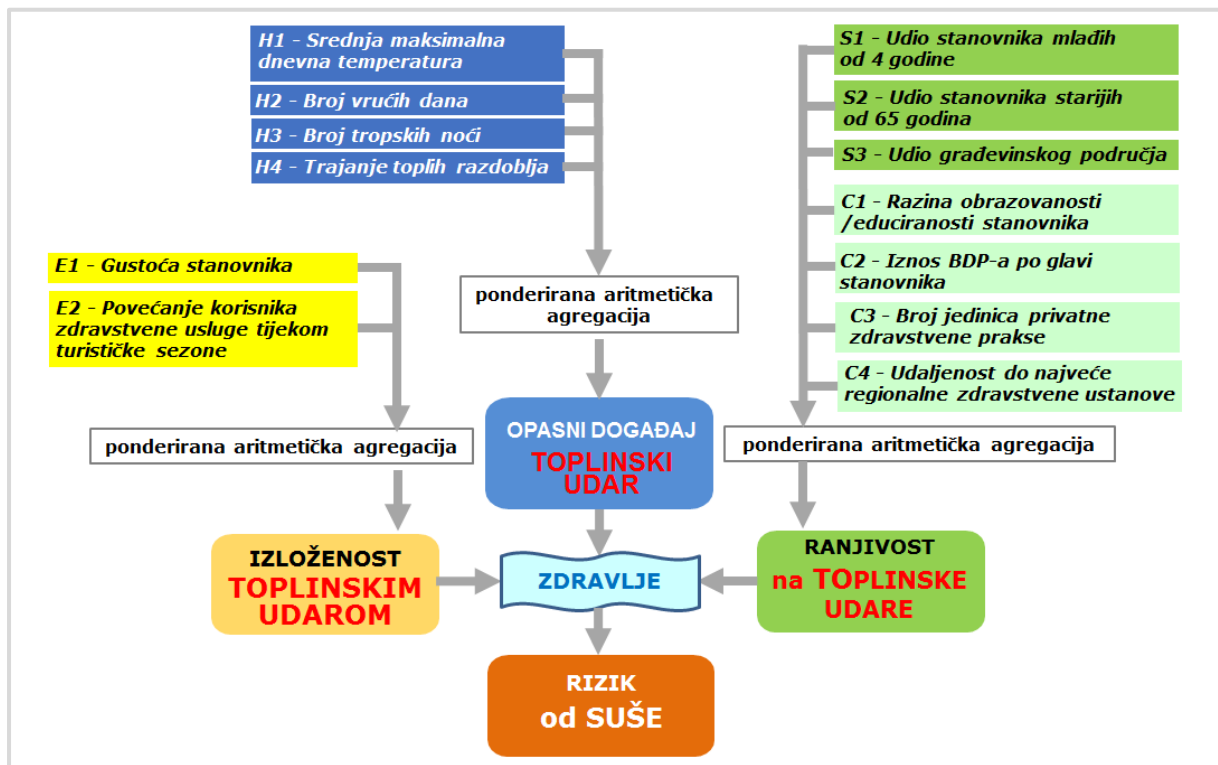 H1 - Srednja maksimalna
dnevna temperatura
H2 - Broj vrućih dana
H3 - Broj tropskih noći
H4 - Trajanje toplih razdoblja
S1 - Udio stanovnika mlađih
od 4 godine
S2 - Udio stanovnika starijih
od 65 godina
S3 - Udio građevinskog područja
C1 - Razina obrazovanosti
/educiranosti stanovnika
C2 - Iznos BDP-a po glavi
stanovnika
C3 - Broj jedinica privatne
zdravstvene prakse
C4 - Udaljenost do najveće
regionalne zdravstvene ustanove
E1 - Gustoća stanovnika
E2 - Povećanje korisnika
zdravstvene usluge tijekom
turističke sezone
ponderirana aritmetička
agregacija
ponderirana aritmetička agregacija
ponderirana aritmetička agregacija
OPASNI DOGAĐAJ
TOPLINSKI
UDAR
IZLOŽENOST
TOPLINSKIM
UDAROM
ZDRAVLJE
RANJIVOST
na TOPLINSKE
UDARE
RIZIK
od SUŠE